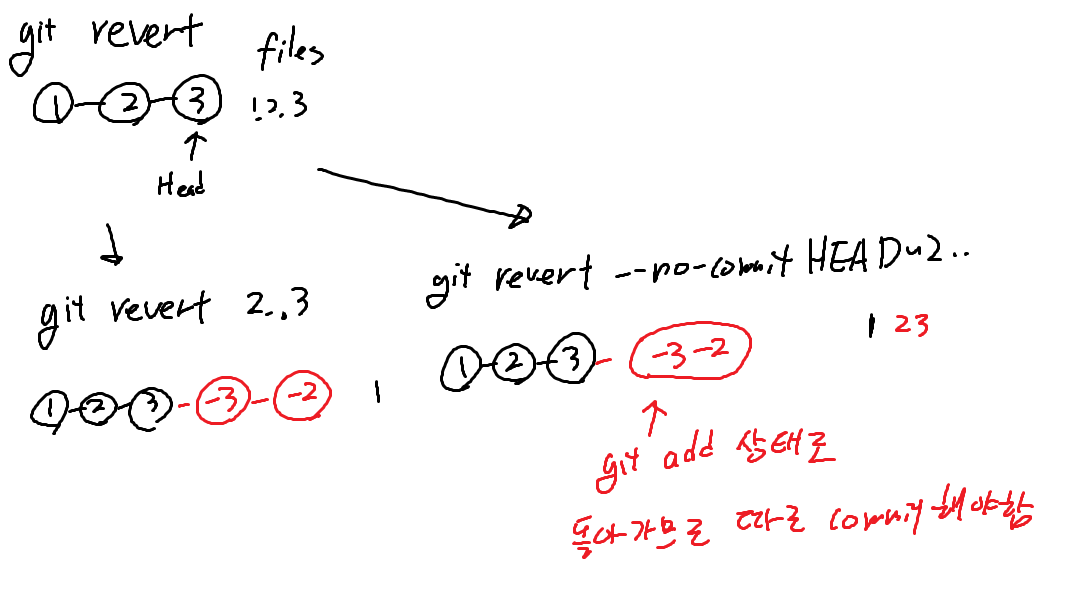 git revert
files
1 2 3
1.2.3
Head
git revert 2..3
1 2 3 -3 -2
1
git revert --no-commit HEAD~2..
1 2 3 -3 -2
1 23
git add 상태로
돌아가므로 따로 commit 해야함